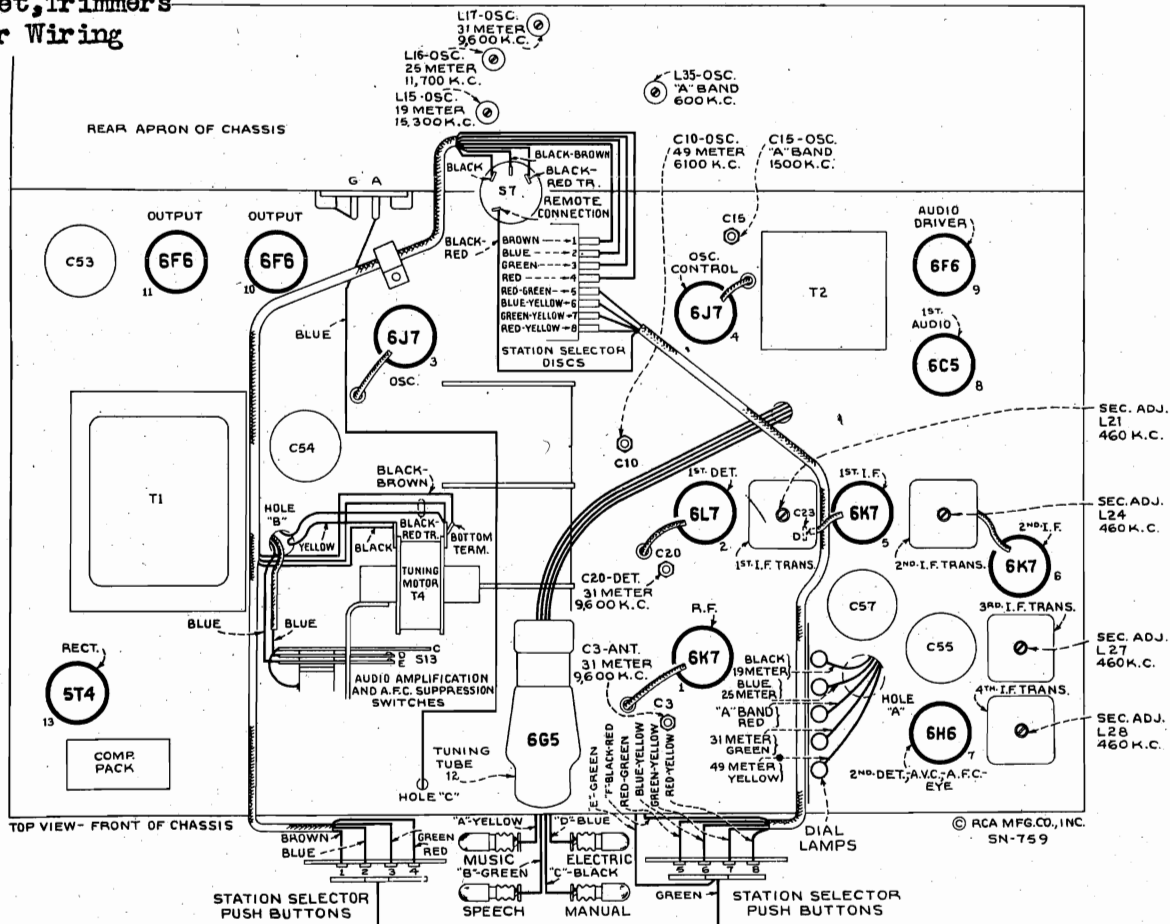 et, Trimmers
r Wiring
L17-OSC.
31 METER
9,600 K.C.
L16-OSC.
25 METER
11,700 K.C.
L15-OSC.
19 METER
15,300 K.C.
L35-OSC.
"A" BAND
600 K.C.
REAR APRON OF CHASSIS
C10-OSC.
49 METER
6100 K.C.
C15-OSC.
"A" BAND
1500 K.C.
BLACK
BLACK-BROWN
BLACK-
RED TR.
S7
REMOTE
CONNECTION
G A
BLACK-
RED
BROWN 1
BLUE 2
GREEN 3
RED 4
RED-GREEN 5
BLUE-YELLOW 6
GREEN-YELLOW 7
RED-YELLOW 8
STATION SELECTOR
DISCS
C53
OUTPUT
6F6
11
OUTPUT
6F6
10
BLUE
6J7
3
OSC.
C15
OSC.
CONTROL
6J7
4
T2
AUDIO
DRIVER
6F6
9
1ST.
AUDIO
6C5
8
SEC. ADJ.
L21
460 K.C.
T1
C54
C10
BLACK-
BROWN
HOLE
"B"
YELLOW
BLACK
BLACK-
RED TR.
BOTTOM
TERM.
TUNING
MOTOR
T4
1ST. DET.
6L7
2
C20
C20-DET.
31 METER
9,600 K.C.
C23
D
1ST. I.F. TRANS.
1ST. I.F.
6K7
5
2ND. I.F. TRANS.
SEC. ADJ.
L24
460 K.C.
2ND. I.F.
6K7
6
BLUE
BLUE
C
D
E
S13
AUDIO AMPLIFICATION
AND A.F.C. SUPPRESSION
SWITCHES
RECT.
5T4
13
COMP.
PACK
R.F.
6K7
1
C3-ANT.
31 METER
9,600 K.C.
C3
C57
C55
3RD. I.F. TRANS.
SEC. ADJ.
L27
460 K.C.
4TH. I.F. TRANS.
SEC. ADJ.
L28
460 K.C.
BLACK
19 METER
BLUE
25 METER
"A" BAND
RED
31 METER
GREEN
49 METER
YELLOW
HOLE
"A"
6H6
7
2ND. DET.-A.V.C.-A.F.C.-
EYE
6G5
TUNING
TUBE
12
HOLE "C"
"E"-GREEN
"F"-BLACK-RED
RED-GREEN
BLUE-YELLOW
GREEN-YELLOW
RED-YELLOW
DIAL
LAMPS
© RCA MFG. CO., INC.
SN-759
TOP VIEW - FRONT OF CHASSIS
BROWN
BLUE
GREEN
RED
1 2 3 4
STATION SELECTOR
PUSH BUTTONS
"A"-YELLOW
"D"-BLUE
MUSIC
ELECTRIC
"B"-GREEN
"C"-BLACK
SPEECH
MANUAL
5 6 7 8
GREEN
STATION SELECTOR
PUSH BUTTONS